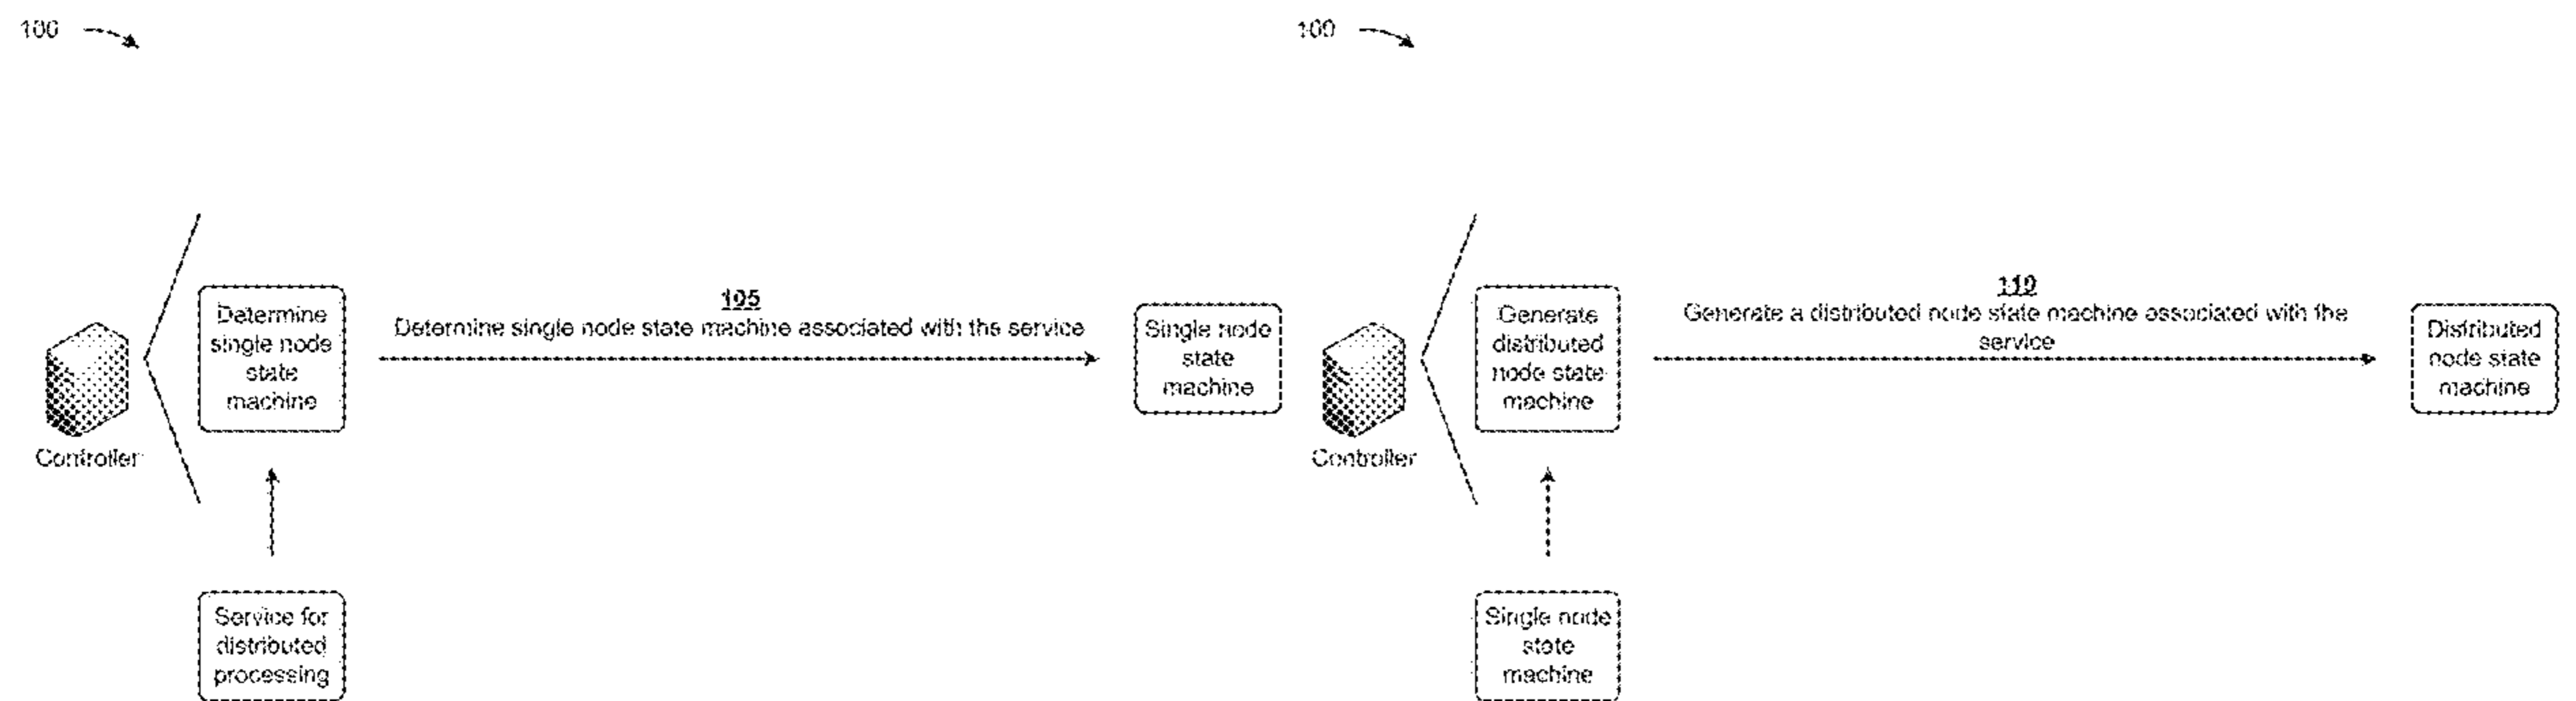 100
Determine
single node
state
machine
Controller
Service for
distributed
processing
105
Determine single node state machine associated with the service
Single node
state
machine
100
Generate
distributed
node state
machine
Controller
Single node
state
machine
110
Generate a distributed node state machine associated with the
service
Distributed
node state
machine